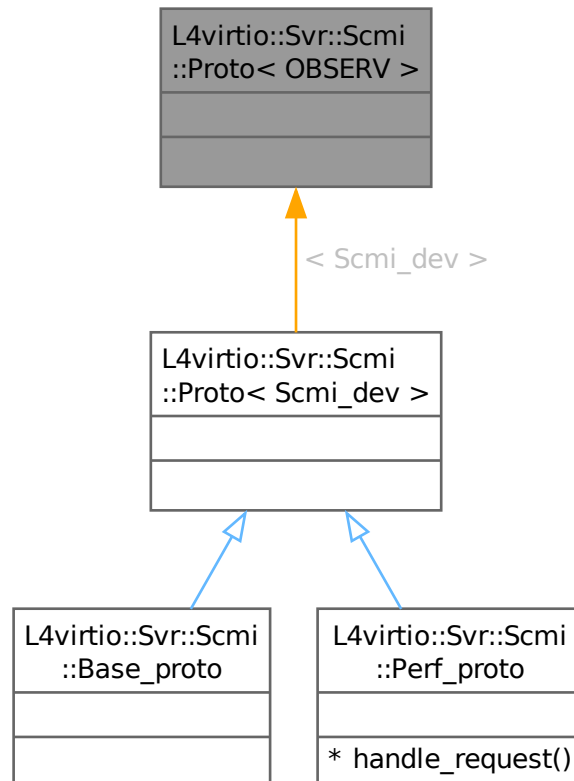 L4virtio::Svr::Scmi
::Proto< OBSERV >
< Scmi_dev >
L4virtio::Svr::Scmi
::Proto< Scmi_dev >
L4virtio::Svr::Scmi
::Base_proto
L4virtio::Svr::Scmi
::Perf_proto
* handle_request()